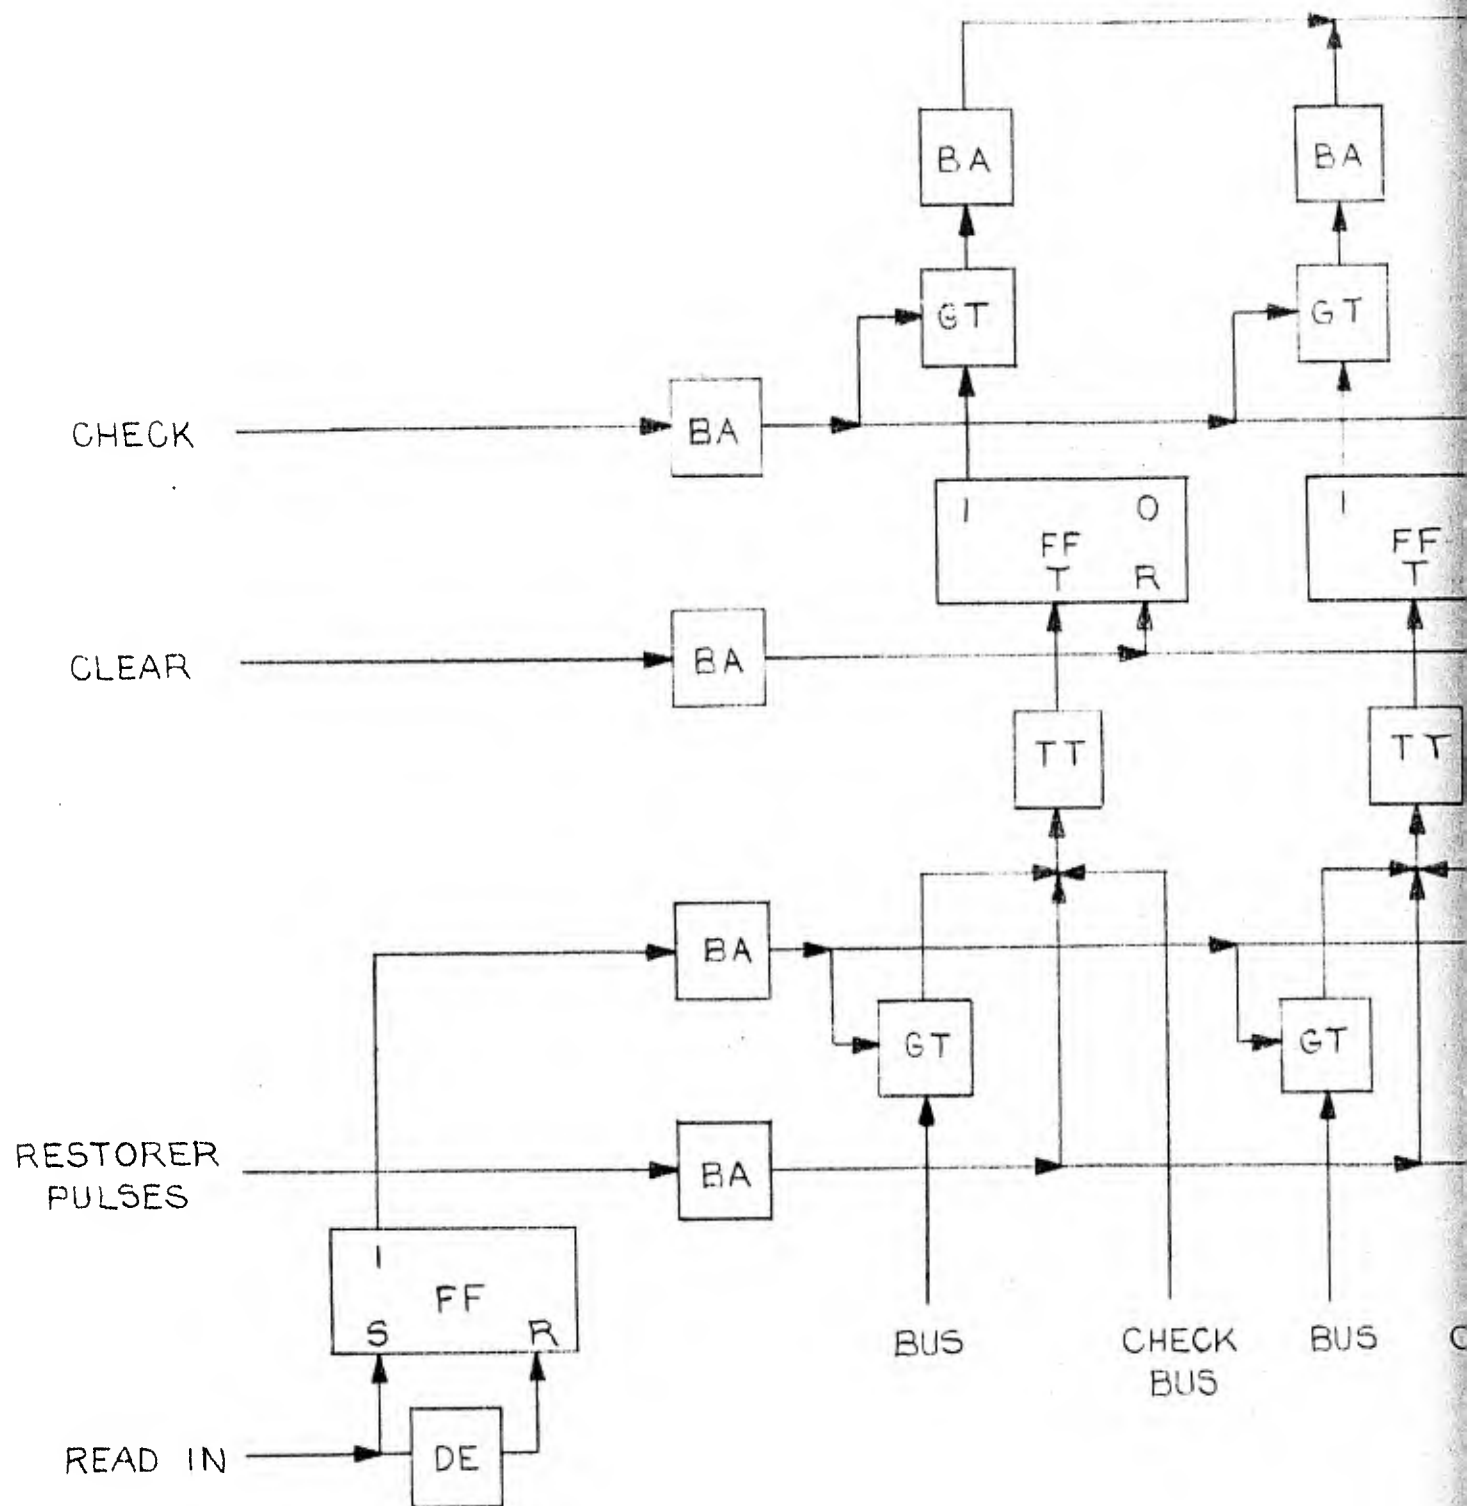 BA BA
GT GT
CHECK BA
I O I
FF FF
T R T
CLEAR BA
TT TT
BA
GT GT
RESTORER
PULSES
BA
I
FF
S R
BUS
CHECK
BUS
BUS
READ IN DE